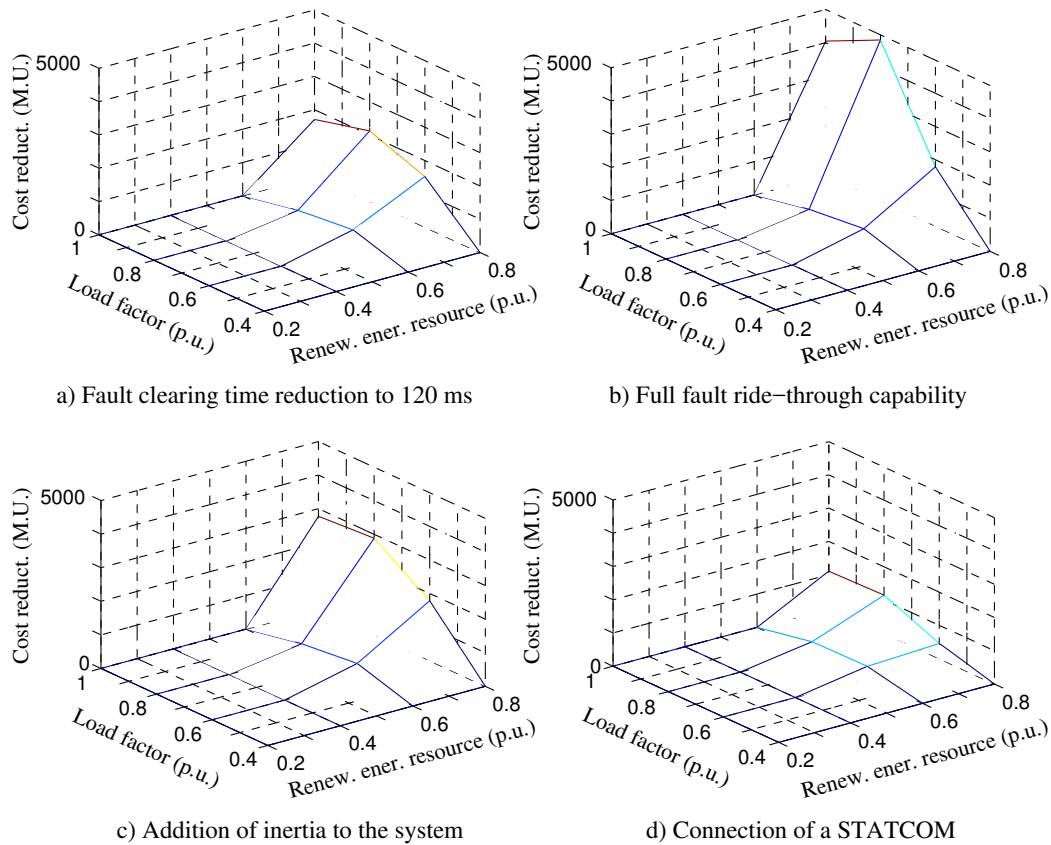 5000
0
Cost reduct. (M.U.)
1
0.8
0.6
0.4
Load factor (p.u.)
0.2
0.4
0.6
0.8
Renew. ener. resource (p.u.)
a) Fault clearing time reduction to 120 ms
5000
0
Cost reduct. (M.U.)
1
0.8
0.6
0.4
Load factor (p.u.)
0.2
0.4
0.6
0.8
Renew. ener. resource (p.u.)
b) Full fault ride−through capability
5000
0
Cost reduct. (M.U.)
1
0.8
0.6
0.4
Load factor (p.u.)
0.2
0.4
0.6
0.8
Renew. ener. resource (p.u.)
c) Addition of inertia to the system
5000
0
Cost reduct. (M.U.)
1
0.8
0.6
0.4
Load factor (p.u.)
0.2
0.4
0.6
0.8
Renew. ener. resource (p.u.)
d) Connection of a STATCOM